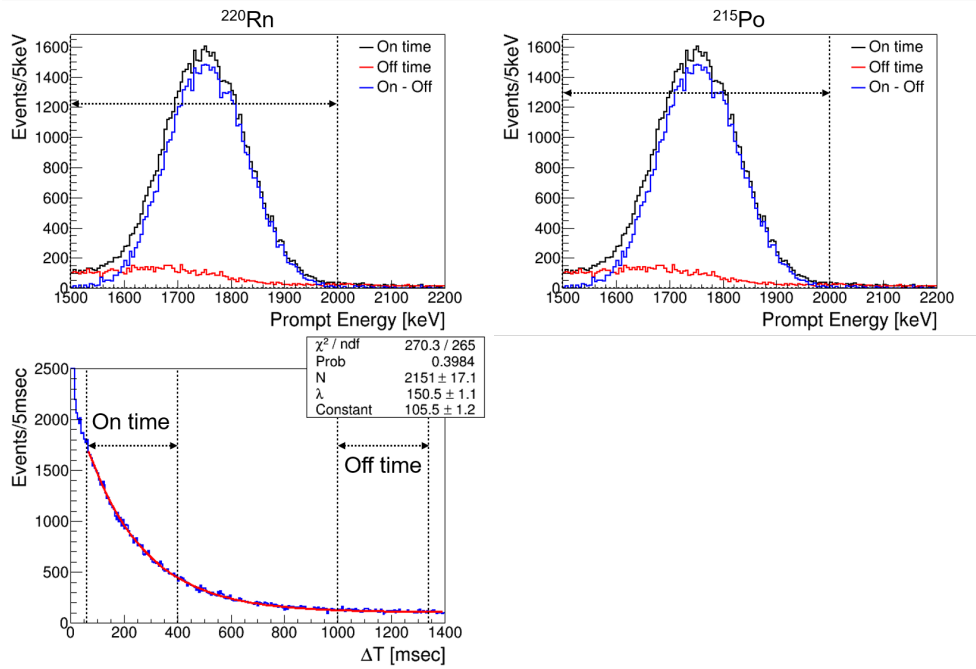 ²²⁰Rn
Events/5keV
1600
1400
1200
1000
800
600
400
200
0
On time
Off time
On - Off
1500 1600 1700 1800 1900 2000 2100 2200
Prompt Energy [keV]
²¹⁵Po
Events/5keV
1600
1400
1200
1000
800
600
400
200
0
On time
Off time
On - Off
1500 1600 1700 1800 1900 2000 2100 2200
Prompt Energy [keV]
χ² / ndf 270.3 / 265
Prob 0.3984
N 2151 ± 17.1
λ 150.5 ± 1.1
Constant 105.5 ± 1.2
Events/5msec
2500
2000
1500
1000
500
0
On time
Off time
0 200 400 600 800 1000 1200 1400
ΔT [msec]